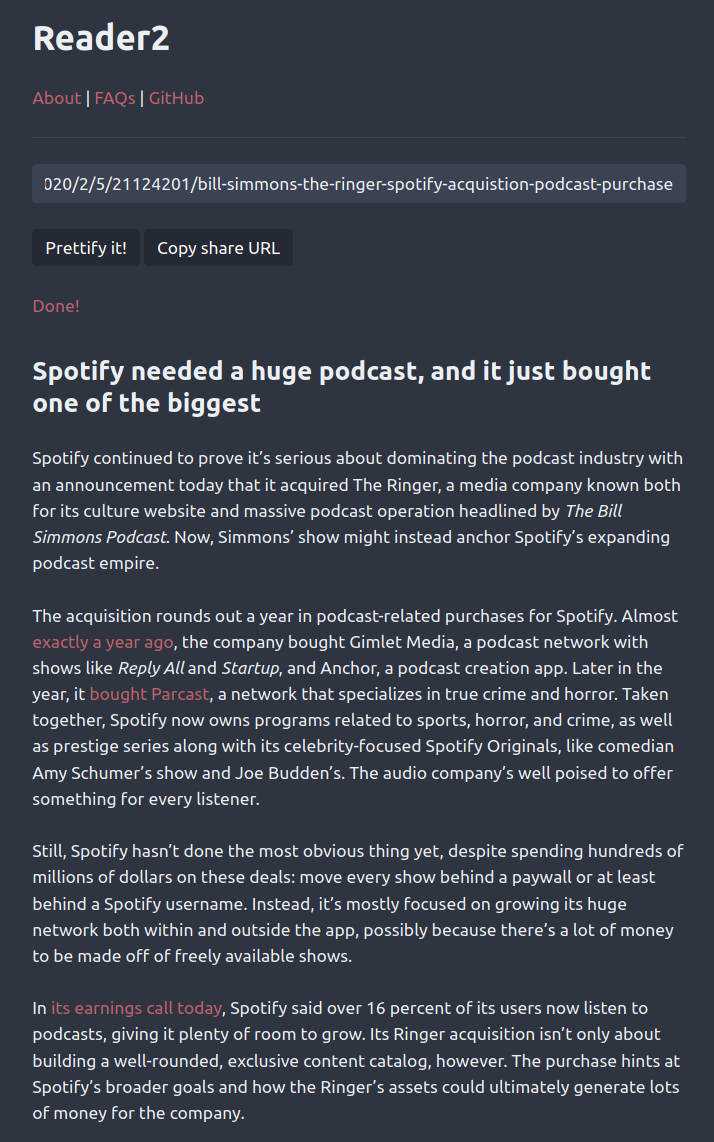 Reader2
About | FAQs | GitHub
020/2/5/21124201/bill-simmons-the-ringer-spotify-acquistion-podcast-purchase
Prettify it! Copy share URL
Done!
Spotify needed a huge podcast, and it just bought
one of the biggest
Spotify continued to prove it’s serious about dominating the podcast industry with
an announcement today that it acquired The Ringer, a media company known both
for its culture website and massive podcast operation headlined by The Bill
Simmons Podcast. Now, Simmons’ show might instead anchor Spotify’s expanding
podcast empire.
The acquisition rounds out a year in podcast-related purchases for Spotify. Almost
exactly a year ago, the company bought Gimlet Media, a podcast network with
shows like Reply All and Startup, and Anchor, a podcast creation app. Later in the
year, it bought Parcast, a network that specializes in true crime and horror. Taken
together, Spotify now owns programs related to sports, horror, and crime, as well
as prestige series along with its celebrity-focused Spotify Originals, like comedian
Amy Schumer’s show and Joe Budden’s. The audio company’s well poised to offer
something for every listener.
Still, Spotify hasn’t done the most obvious thing yet, despite spending hundreds of
millions of dollars on these deals: move every show behind a paywall or at least
behind a Spotify username. Instead, it’s mostly focused on growing its huge
network both within and outside the app, possibly because there’s a lot of money
to be made off of freely available shows.
In its earnings call today, Spotify said over 16 percent of its users now listen to
podcasts, giving it plenty of room to grow. Its Ringer acquisition isn’t only about
building a well-rounded, exclusive content catalog, however. The purchase hints at
Spotify’s broader goals and how the Ringer’s assets could ultimately generate lots
of money for the company.